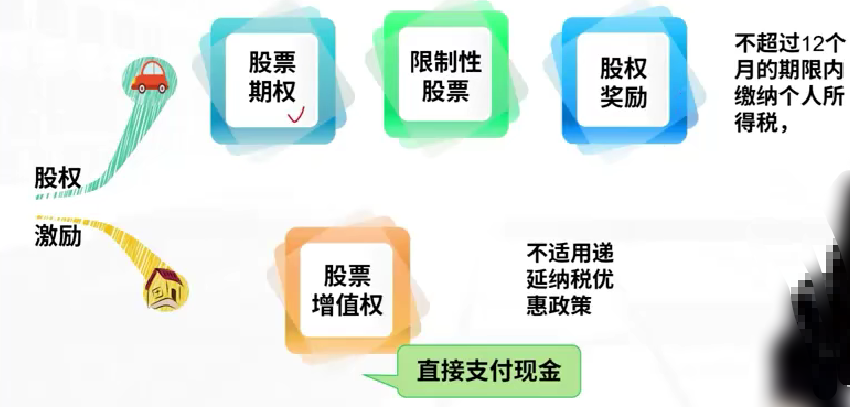 股票
期权
限制性
股票
股权
奖励
不超过12个
月的期限内
缴纳个人所
得税，
股权
激励
股票
增值权
不适用递
延纳税优
惠政策
直接支付现金